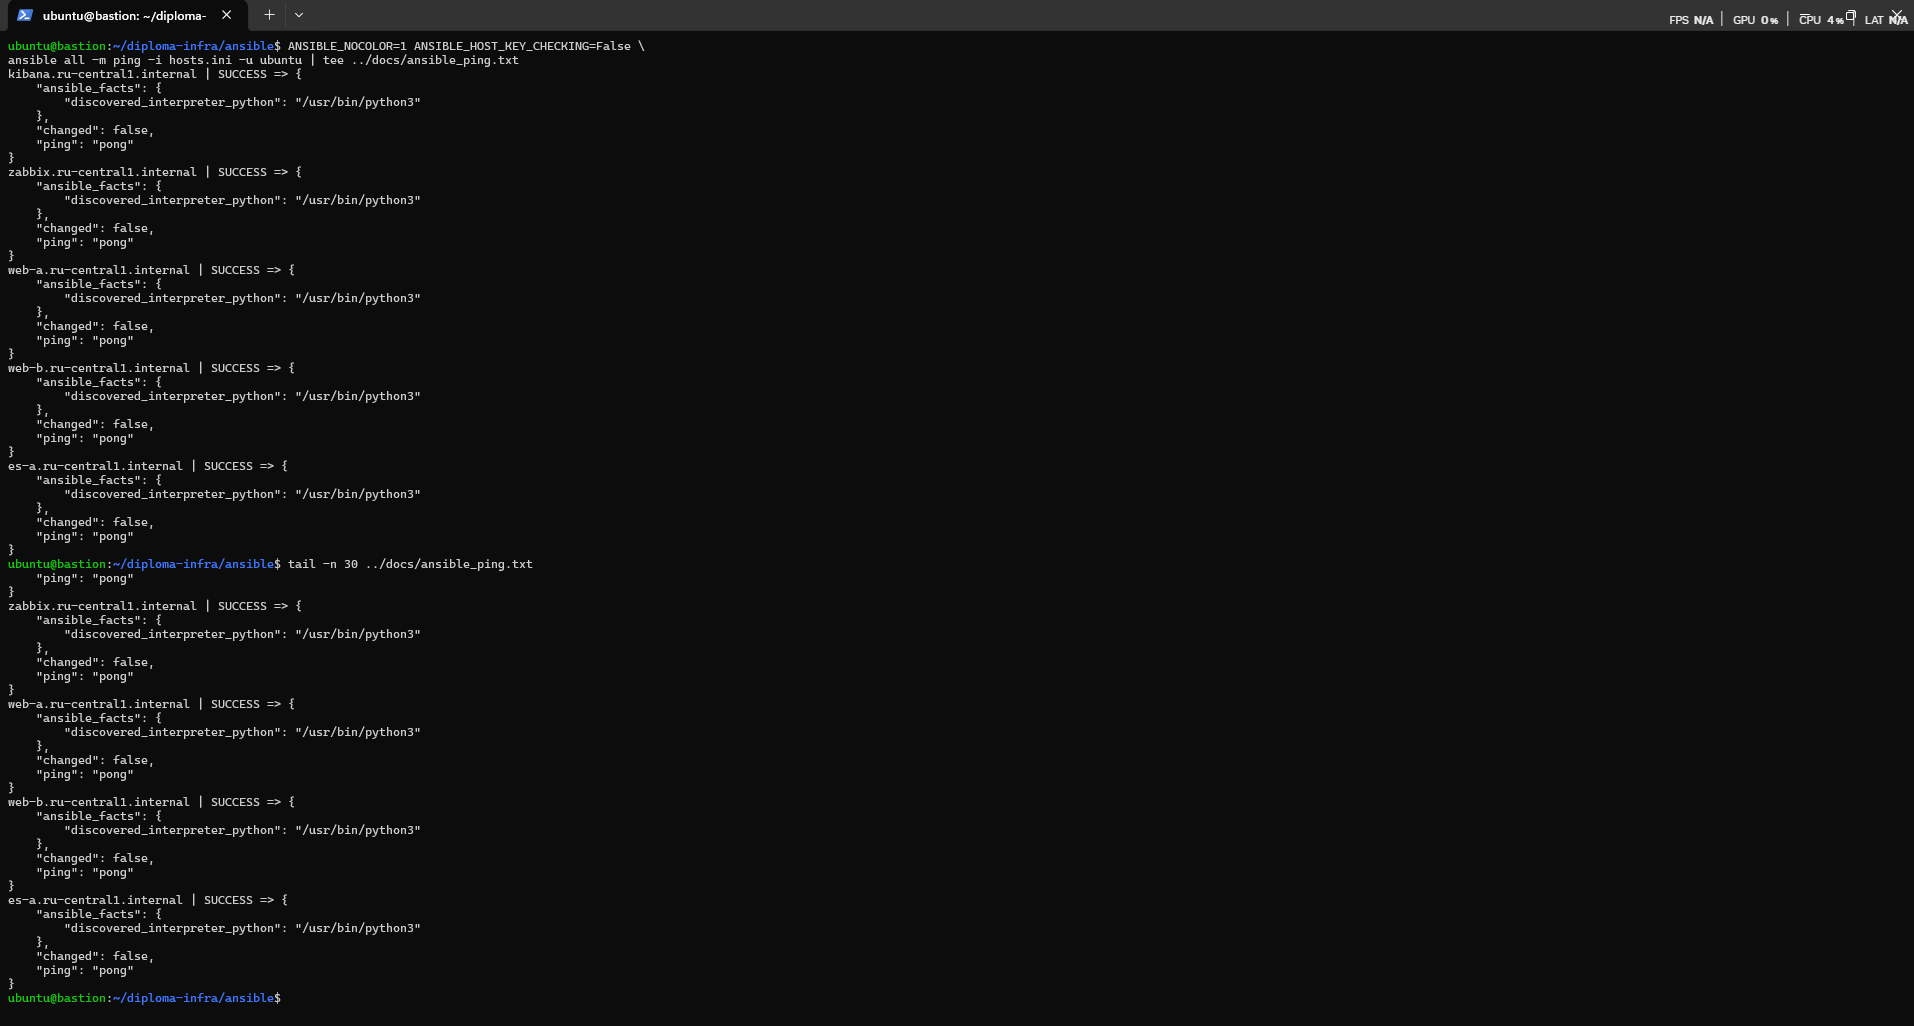 ubuntu@bastion: ~/diploma-
FPS N/A | GPU 0% | CPU 4% | LAT N/A
ubuntu@bastion:~/diploma-infra/ansible$ ANSIBLE_NOCOLOR=1 ANSIBLE_HOST_KEY_CHECKING=False \
ansible all -m ping -i hosts.ini -u ubuntu | tee ../docs/ansible_ping.txt
kibana.ru-central1.internal | SUCCESS => {
    "ansible_facts": {
        "discovered_interpreter_python": "/usr/bin/python3"
    },
    "changed": false,
    "ping": "pong"
}
zabbix.ru-central1.internal | SUCCESS => {
    "ansible_facts": {
        "discovered_interpreter_python": "/usr/bin/python3"
    },
    "changed": false,
    "ping": "pong"
}
web-a.ru-central1.internal | SUCCESS => {
    "ansible_facts": {
        "discovered_interpreter_python": "/usr/bin/python3"
    },
    "changed": false,
    "ping": "pong"
}
web-b.ru-central1.internal | SUCCESS => {
    "ansible_facts": {
        "discovered_interpreter_python": "/usr/bin/python3"
    },
    "changed": false,
    "ping": "pong"
}
es-a.ru-central1.internal | SUCCESS => {
    "ansible_facts": {
        "discovered_interpreter_python": "/usr/bin/python3"
    },
    "changed": false,
    "ping": "pong"
}
ubuntu@bastion:~/diploma-infra/ansible$ tail -n 30 ../docs/ansible_ping.txt
    "ping": "pong"
}
zabbix.ru-central1.internal | SUCCESS => {
    "ansible_facts": {
        "discovered_interpreter_python": "/usr/bin/python3"
    },
    "changed": false,
    "ping": "pong"
}
web-a.ru-central1.internal | SUCCESS => {
    "ansible_facts": {
        "discovered_interpreter_python": "/usr/bin/python3"
    },
    "changed": false,
    "ping": "pong"
}
web-b.ru-central1.internal | SUCCESS => {
    "ansible_facts": {
        "discovered_interpreter_python": "/usr/bin/python3"
    },
    "changed": false,
    "ping": "pong"
}
es-a.ru-central1.internal | SUCCESS => {
    "ansible_facts": {
        "discovered_interpreter_python": "/usr/bin/python3"
    },
    "changed": false,
    "ping": "pong"
}
ubuntu@bastion:~/diploma-infra/ansible$